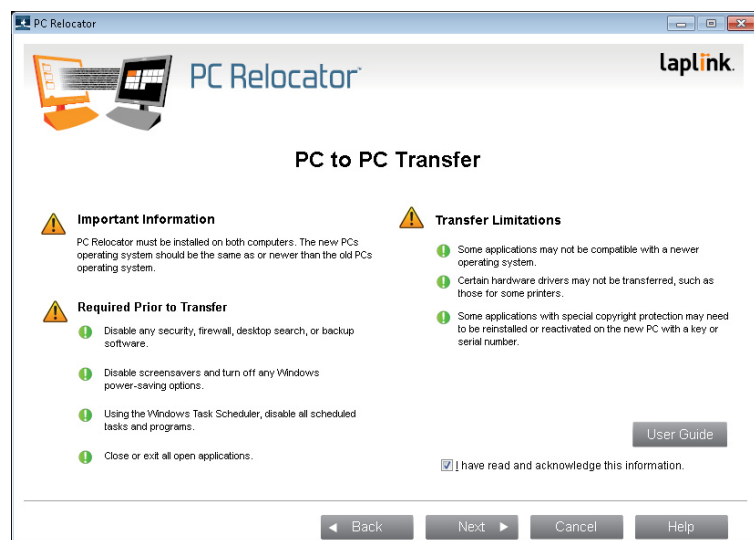 PC Relocator
PC Relocator™
laplink.
PC to PC Transfer
Important Information
PC Relocator must be installed on both computers. The new PCs
operating system should be the same as or newer than the old PCs
operating system.
Required Prior to Transfer
Disable any security, firewall, desktop search, or backup
software.
Disable screensavers and turn off any Windows
power-saving options.
Using the Windows Task Scheduler, disable all scheduled
tasks and programs.
Close or exit all open applications.
Transfer Limitations
Some applications may not be compatible with a newer
operating system.
Certain hardware drivers may not be transferred, such as
those for some printers.
Some applications with special copyright protection may need
to be reinstalled or reactivated on the new PC with a key or
serial number.
User Guide
I have read and acknowledge this information.
Back
Next
Cancel
Help